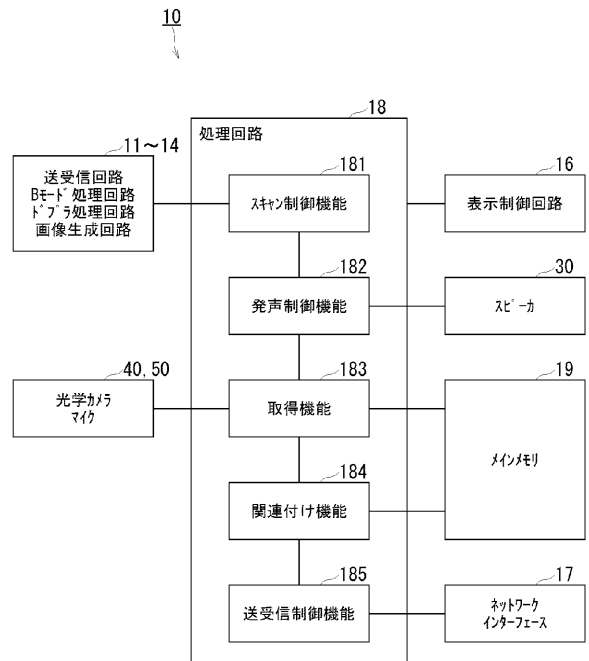 10
18
処理回路
11～14
送受信回路
Bﾓｰﾄﾞ処理回路
ﾄﾞﾌﾟﾗ処理回路
画像生成回路
181
ｽｷｬﾝ制御機能
16
表示制御回路
182
発声制御機能
30
ｽﾋﾟｰｶ
40, 50
光学ｶﾒﾗ
ﾏｲｸ
183
取得機能
19
ﾒｲﾝﾒﾓﾘ
184
関連付け機能
185
送受信制御機能
17
ﾈｯﾄﾜｰｸ
ｲﾝﾀｰﾌｪｰｽ